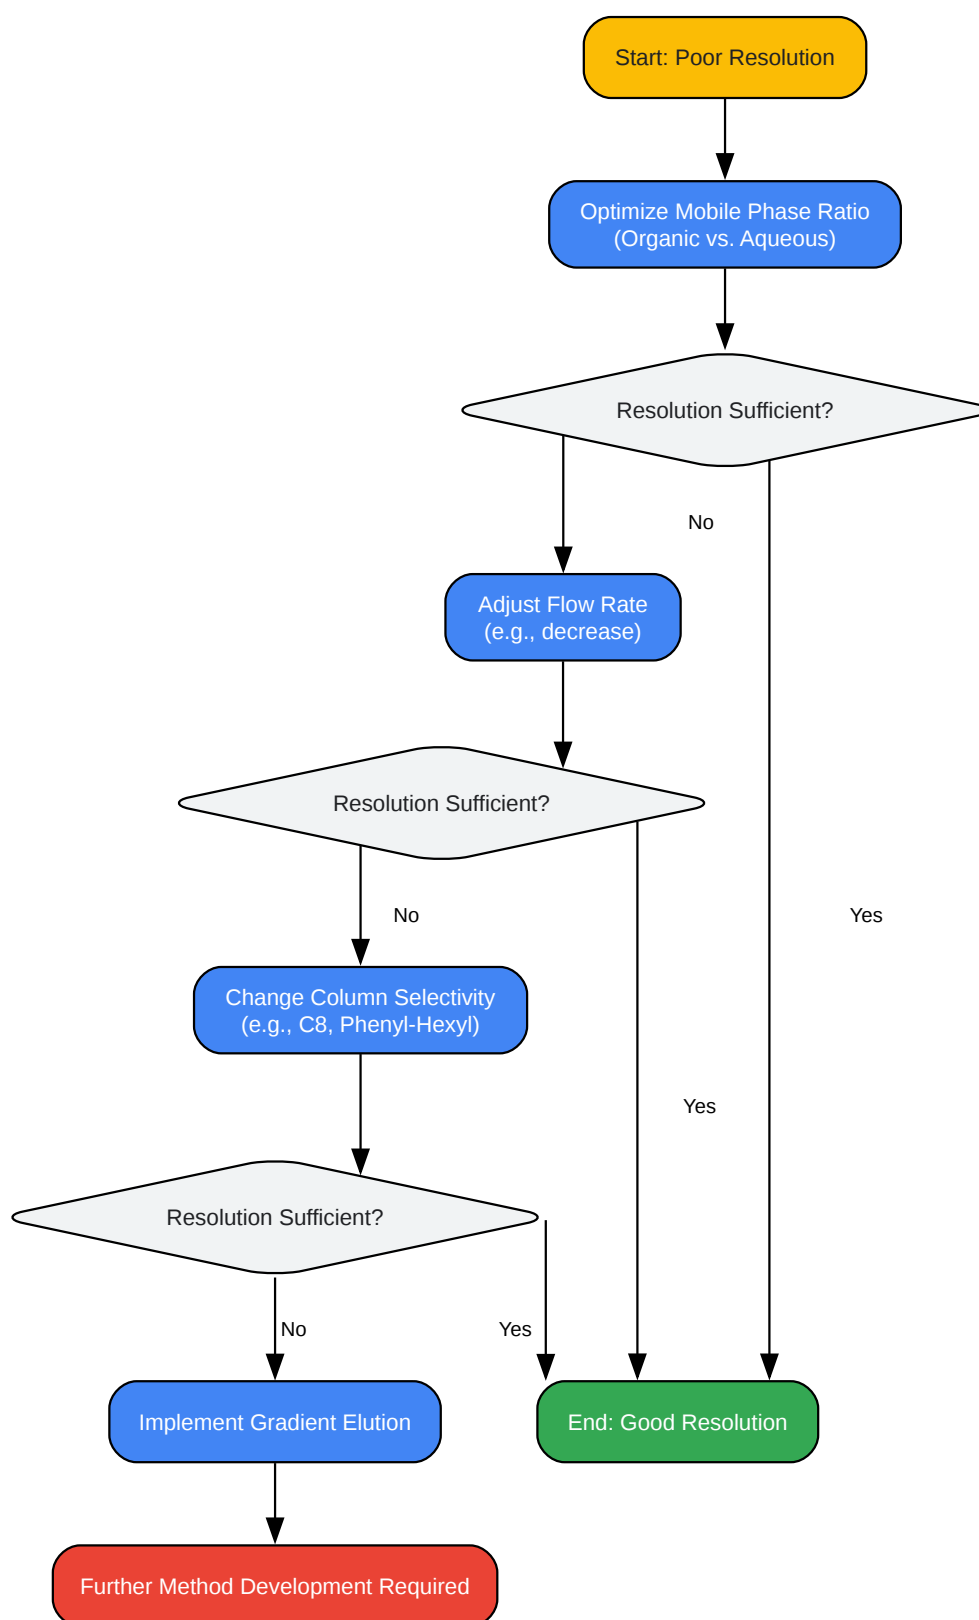 Start: Poor Resolution
Optimize Mobile Phase Ratio
(Organic vs. Aqueous)
Resolution Sufficient?
No
Adjust Flow Rate
(e.g., decrease)
Resolution Sufficient?
No
Yes
Change Column Selectivity
(e.g., C8, Phenyl-Hexyl)
Yes
Resolution Sufficient?
No
Yes
Implement Gradient Elution
End: Good Resolution
Further Method Development Required